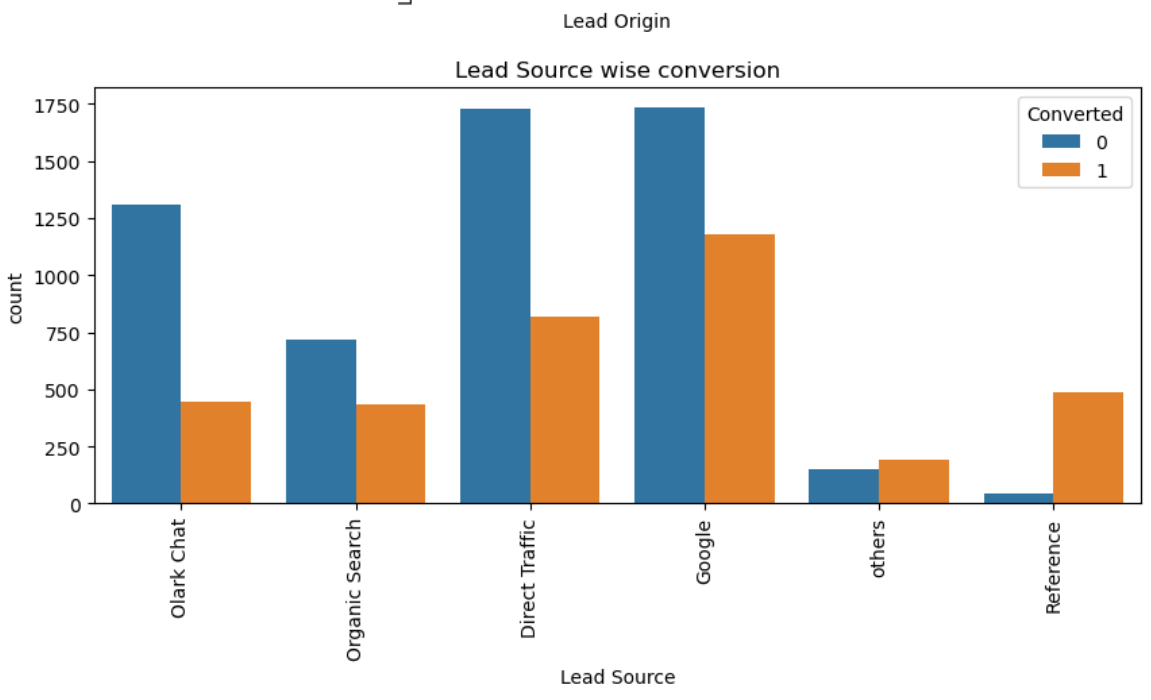 Lead Origin
Lead Source wise conversion
1750
1500
1250
1000
750
500
250
0
count
Converted
0
1
Olark Chat
Organic Search
Direct Traffic
Google
others
Reference
Lead Source